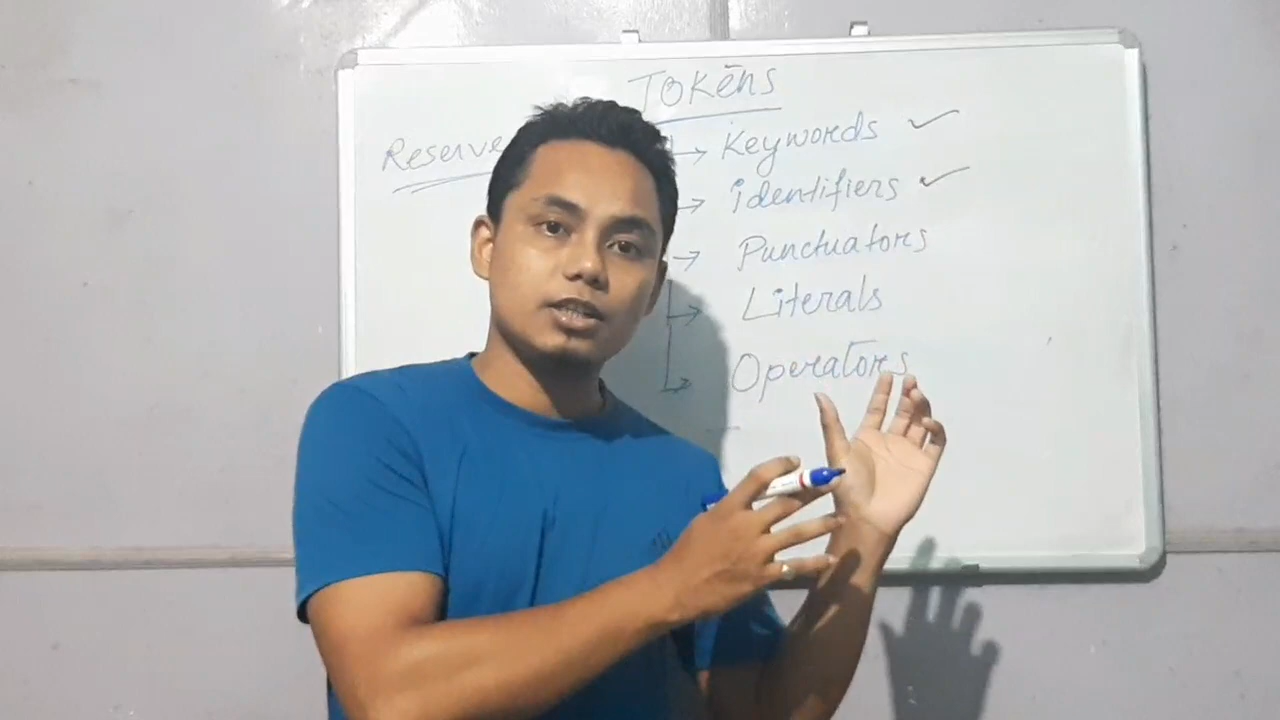 Tokens
Reserve
→ Keywords ✓
→ identifiers ✓
→ Punctuators
→ Literals
→ Operators